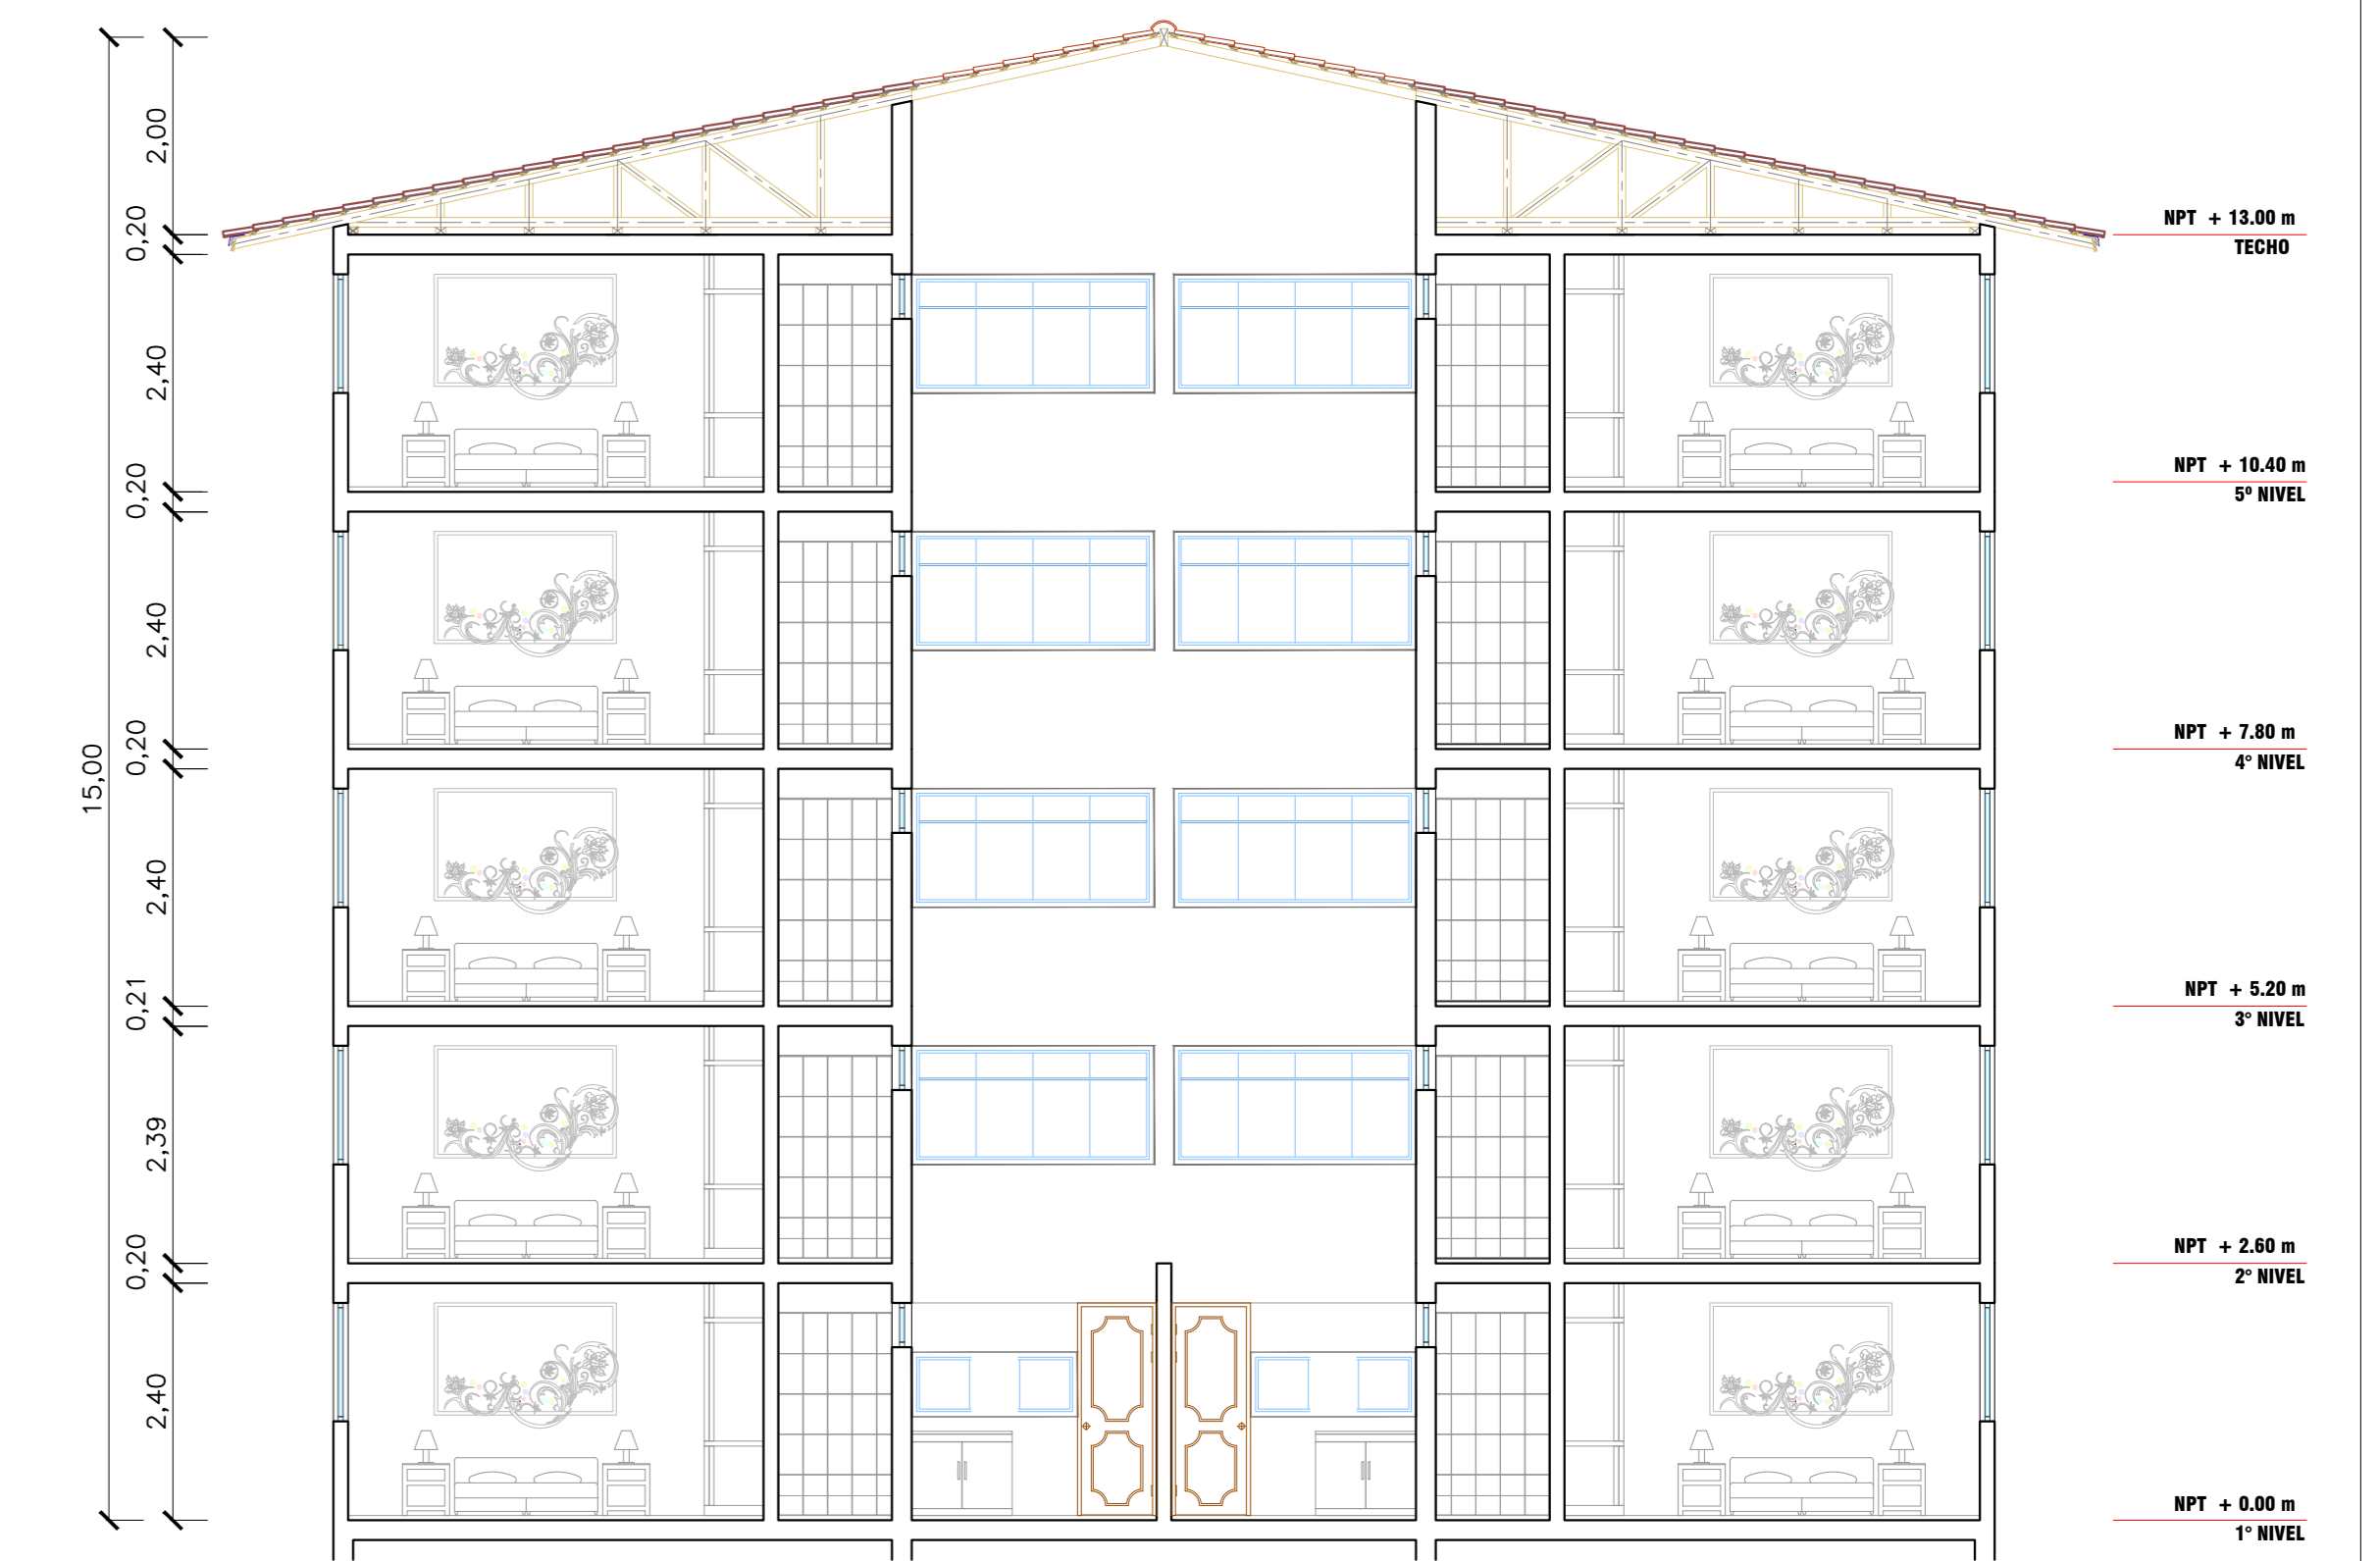 2,00
0,20
NPT + 13.00 m
TECHO
2,40
0,20
NPT + 10.40 m
5º NIVEL
2,40
0,20
NPT + 7.80 m
4° NIVEL
15,00
2,40
0,21
NPT + 5.20 m
3° NIVEL
2,39
0,20
NPT + 2.60 m
2° NIVEL
2,40
NPT + 0.00 m
1° NIVEL